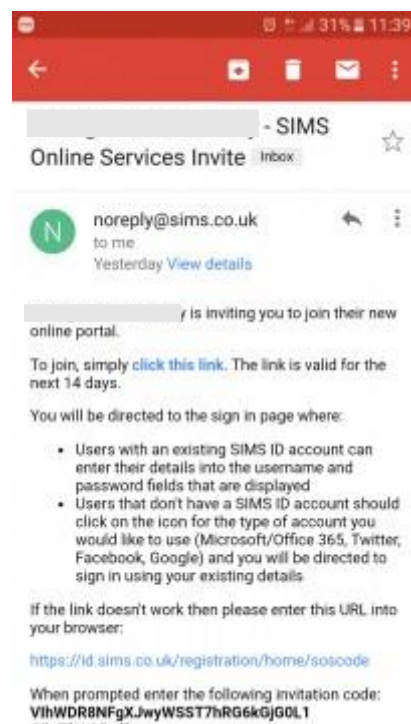 31% 11:39
- SIMS
Online Services Invite Inbox
N
noreply@sims.co.uk
to me
Yesterday View details
is inviting you to join their new
online portal.
To join, simply click this link. The link is valid for the
next 14 days.
You will be directed to the sign in page where:
• Users with an existing SIMS ID account can
enter their details into the username and
password fields that are displayed
• Users that don't have a SIMS ID account should
click on the icon for the type of account you
would like to use (Microsoft/Office 365, Twitter,
Facebook, Google) and you will be directed to
sign in using your existing details
If the link doesn't work then please enter this URL into
your browser:
https://id.sims.co.uk/registration/home/soscode
When prompted enter the following invitation code:
VlhWDR8NFgXJwyWSST7hRG6kGjG0L1